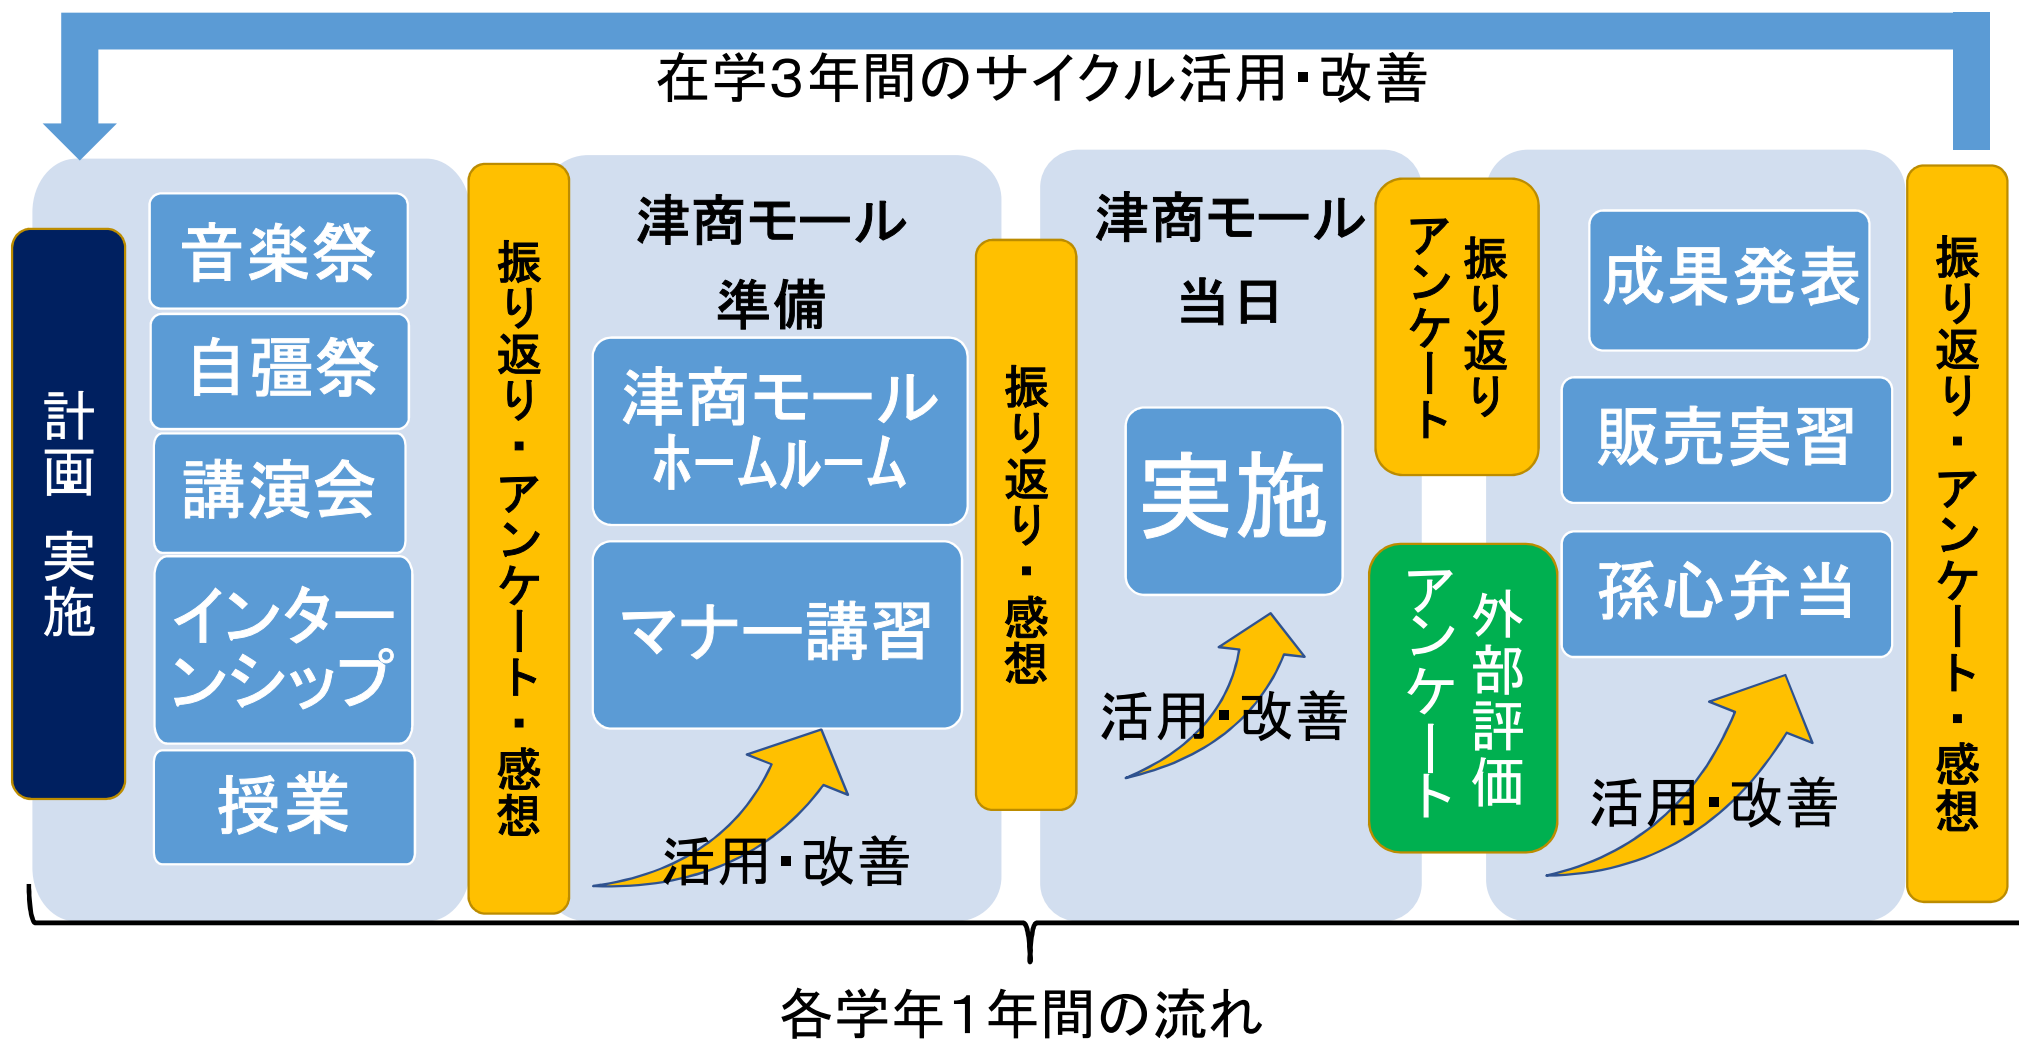 在学３年間のサイクル活用・改善
計画 実施
音楽祭
自彊祭
講演会
インター
ンシップ
授業
振り返り・アンケート・感想
津商モール
準備
津商モール
ホームルーム
マナー講習
活用・改善
振り返り・感想
津商モール
当日
実施
活用・改善
振り返り
アンケート
外部評価
アンケート
成果発表
販売実習
孫心弁当
活用・改善
振り返り・アンケート・感想
各学年１年間の流れ